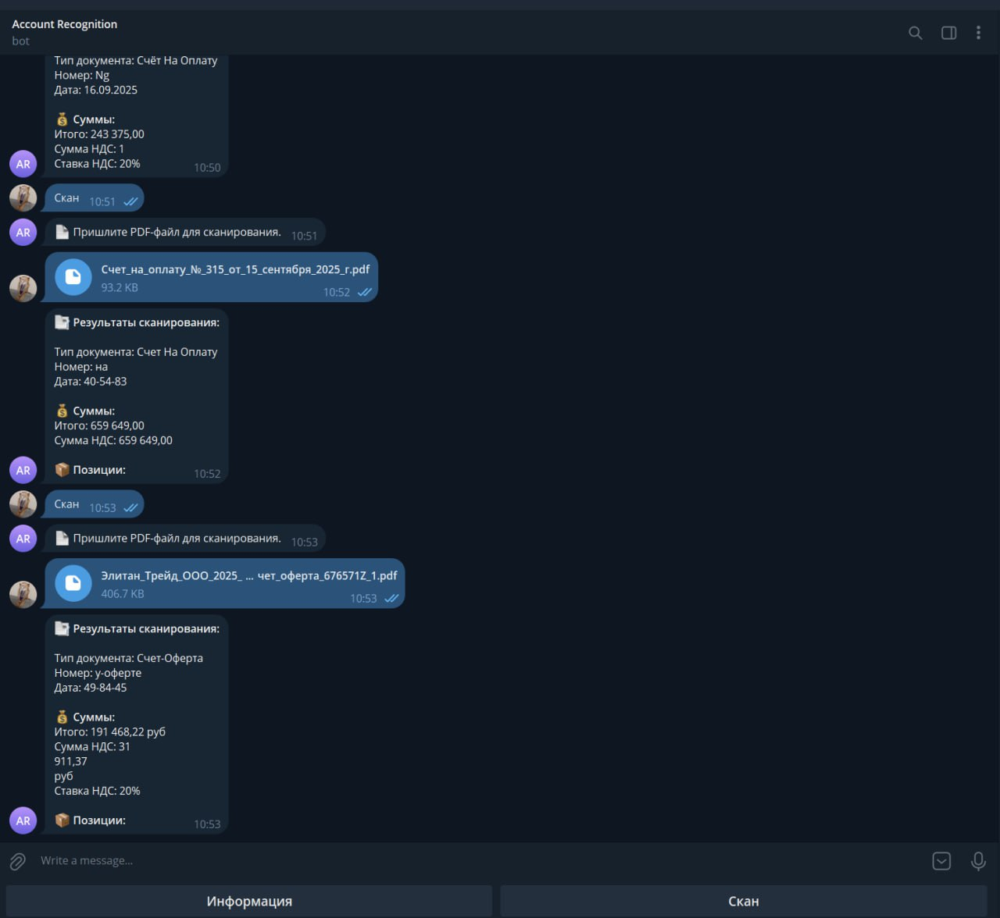 Account Recognition
bot
Тип документа: Счёт На Оплату
Номер: Ng
Дата: 16.09.2025
💰 Суммы:
Итого: 243 375,00
Сумма НДС: 1
Ставка НДС: 20%
10:50
AR
Скан 10:51
AR
📄 Пришлите PDF-файл для сканирования. 10:51
Счет_на_оплату_№_315_от_15_сентября_2025_г.pdf
93.2 KB
10:52
📑 Результаты сканирования:
Тип документа: Счет На Оплату
Номер: на
Дата: 40-54-83
💰 Суммы:
Итого: 659 649,00
Сумма НДС: 659 649,00
📦 Позиции:
10:52
AR
Скан 10:53
AR
📄 Пришлите PDF-файл для сканирования. 10:53
Элитан_Трейд_ООО_2025_ ... чет_оферта_676571Z_1.pdf
406.7 KB
10:53
📑 Результаты сканирования:
Тип документа: Счет-Оферта
Номер: у-оферте
Дата: 49-84-45
💰 Суммы:
Итого: 191 468,22 руб
Сумма НДС: 31
911,37
руб
Ставка НДС: 20%
📦 Позиции:
10:53
AR
Write a message...
Информация
Скан